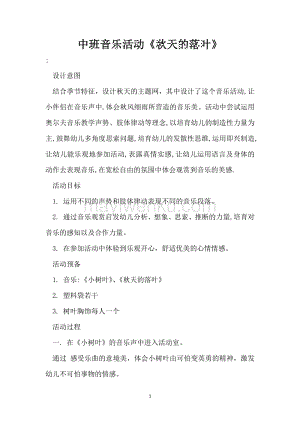 中班音乐活动《秋天的落叶》
:
设计意图
结合季节特征，设计秋天的主题网，其中设计了这个音乐活动，让
小伴侣在音乐声中，体会秋风细雨所营造的音乐美。活动中尝试运用
奥尔夫音乐教学声势、肢体律动等理念，以培育幼儿的制造性力量为
主，鼓舞幼儿多角度思索问题，培育幼儿的发散性思维，运用即兴制造，
让幼儿能乐观地参加活动，表露真情实感，让幼儿运用语言及身体的
动作去表现音乐，在宽松自由的氛围中体会观赏到音乐的美感。
活动目标
1. 运用不同的声势和肢体律动表现不同的音乐段落。
2. 通过音乐观赏启发幼儿分析、想象、思索、推断的力量，培育对
音乐的感知以及合作力量。
3. 在参加活动中体验到乐观开心，舒适优美的心情情感。
活动预备
1. 音乐:《小树叶》、《秋天的落叶》
2. 塑料袋若干
3. 树叶胸饰每人一个
活动过程
一. 在《小树叶》的音乐声中进入活动室。
通过 感受乐曲的意境美，体会小树叶由可怕变英勇的精神，激发
幼儿不可怕事物的情感。
1